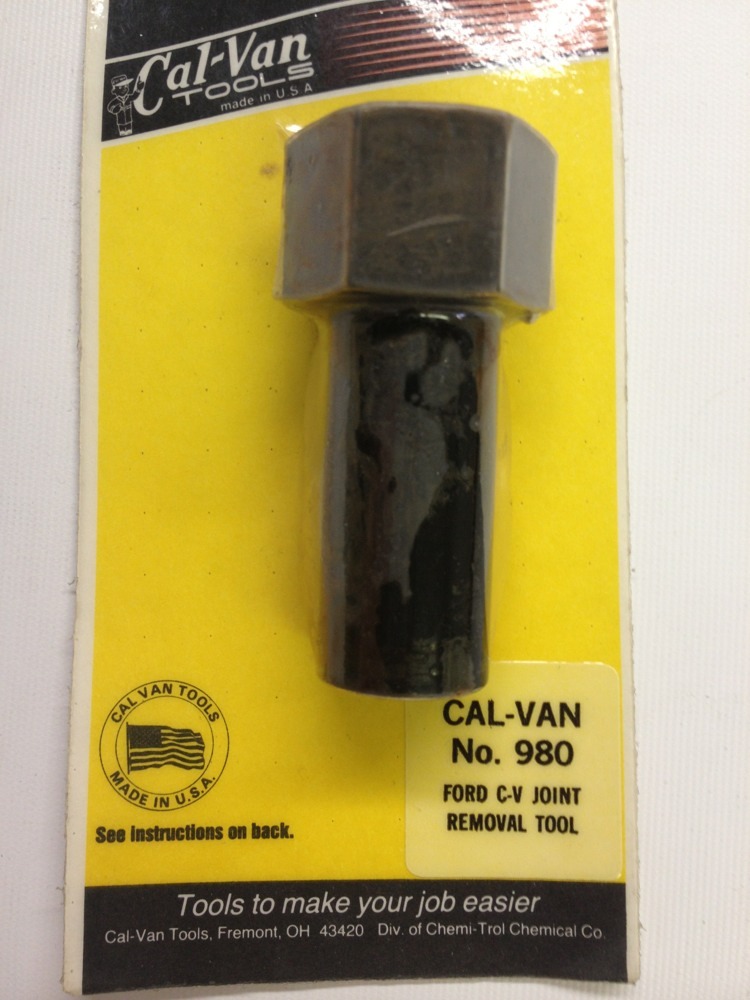 Cal-Van
TOOLS
made in U.S.A
CAL VAN TOOLS
MADE IN U.S.A.
See instructions on back.
CAL-VAN
No. 980
FORD C-V JOINT
REMOVAL TOOL
Tools to make your job easier
Cal-Van Tools, Fremont, OH 43420 Div. of Chemi-Trol Chemical Co.